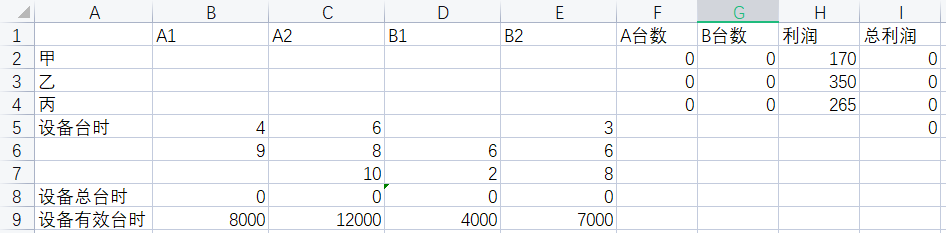 A B C D E F G H I
1 A1 A2 B1 B2 A台数 B台数 利润 总利润
2 甲 0 0 170 0
3 乙 0 0 350 0
4 丙 0 0 265 0
5 设备台时 4 6 3 0
6 9 8 6 6
7 10 2 8
8 设备总台时 0 0 0 0
9 设备有效台时 8000 12000 4000 7000